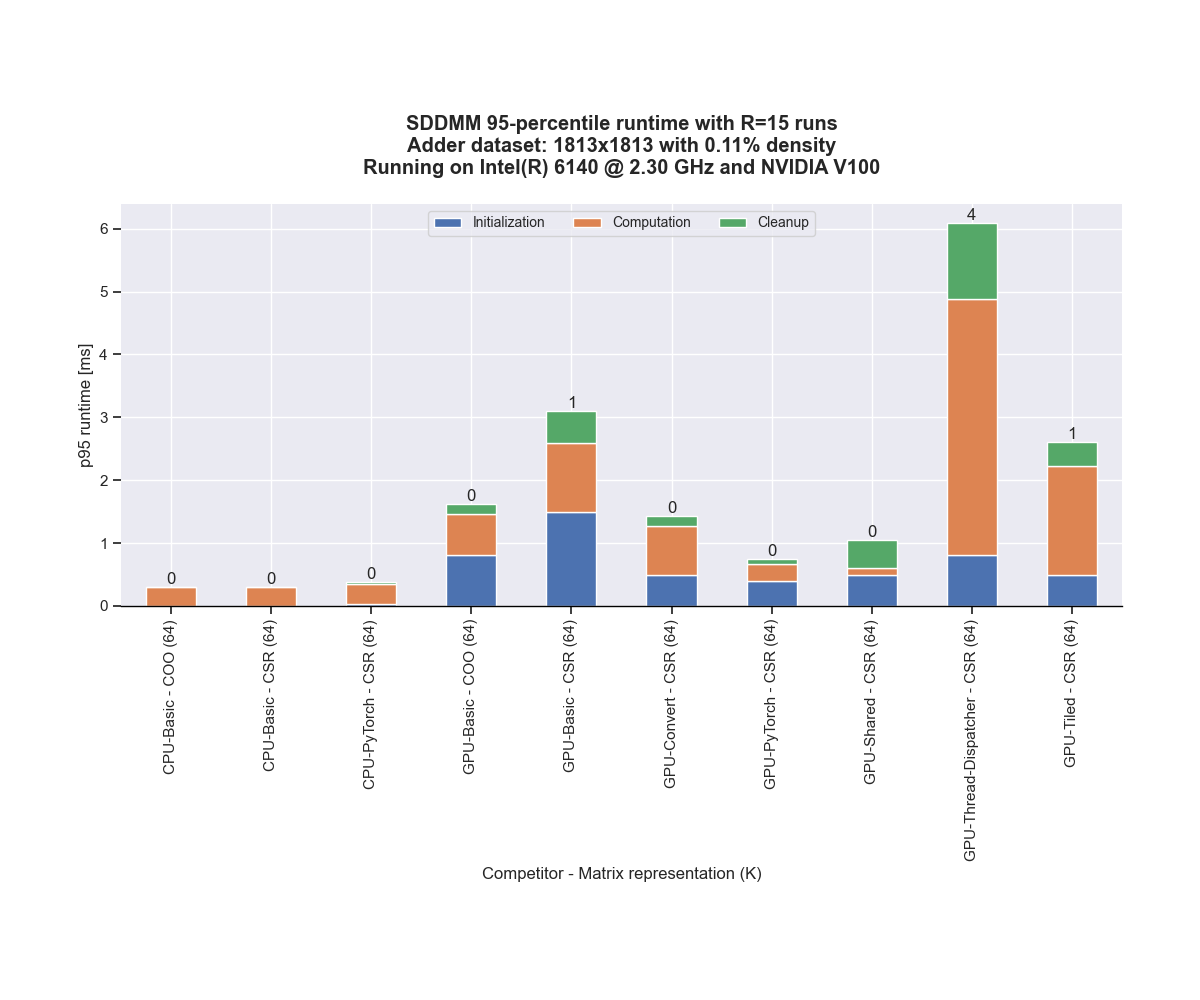 SDDMM 95-percentile runtime with R=15 runs
Adder dataset: 1813x1813 with 0.11% density
Running on Intel(R) 6140 @ 2.30 GHz and NVIDIA V100
Initialization
Computation
Cleanup
p95 runtime [ms]
6
5
4
3
2
1
0
0
0
0
0
1
0
0
0
4
1
CPU-Basic - COO (64)
CPU-Basic - CSR (64)
CPU-PyTorch - CSR (64)
GPU-Basic - COO (64)
GPU-Basic - CSR (64)
GPU-Convert - CSR (64)
GPU-PyTorch - CSR (64)
GPU-Shared - CSR (64)
GPU-Thread-Dispatcher - CSR (64)
GPU-Tiled - CSR (64)
Competitor - Matrix representation (K)